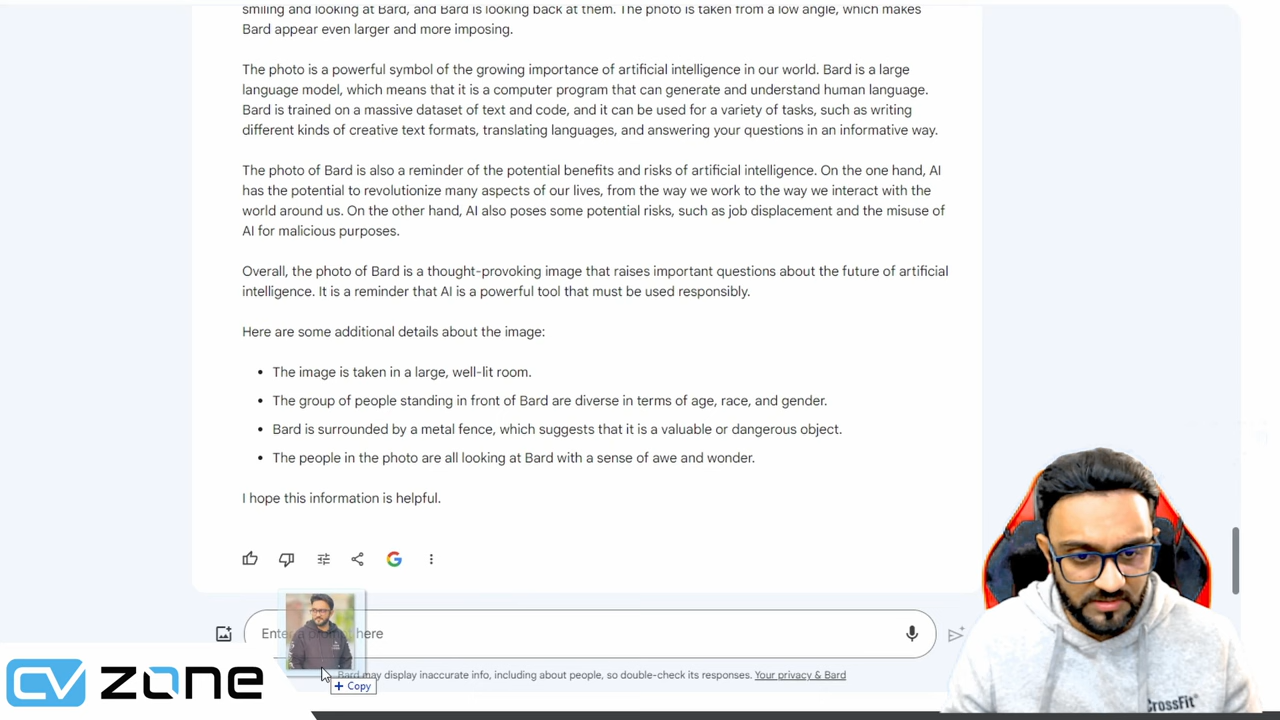 smiling and looking at Bard, and Bard is looking back at them. The photo is taken from a low angle, which makes
Bard appear even larger and more imposing.
The photo is a powerful symbol of the growing importance of artificial intelligence in our world. Bard is a large
language model, which means that it is a computer program that can generate and understand human language.
Bard is trained on a massive dataset of text and code, and it can be used for a variety of tasks, such as writing
different kinds of creative text formats, translating languages, and answering your questions in an informative way.
The photo of Bard is also a reminder of the potential benefits and risks of artificial intelligence. On the one hand, AI
has the potential to revolutionize many aspects of our lives, from the way we work to the way we interact with the
world around us. On the other hand, AI also poses some potential risks, such as job displacement and the misuse of
AI for malicious purposes.
Overall, the photo of Bard is a thought-provoking image that raises important questions about the future of artificial
intelligence. It is a reminder that AI is a powerful tool that must be used responsibly.
Here are some additional details about the image:
• The image is taken in a large, well-lit room.
• The group of people standing in front of Bard are diverse in terms of age, race, and gender.
• Bard is surrounded by a metal fence, which suggests that it is a valuable or dangerous object.
• The people in the photo are all looking at Bard with a sense of awe and wonder.
I hope this information is helpful.
Enter a prompt here
Bard may display inaccurate info, including about people, so double-check its responses. Your privacy & Bard
+ Copy
CV ZONE
CrossFit